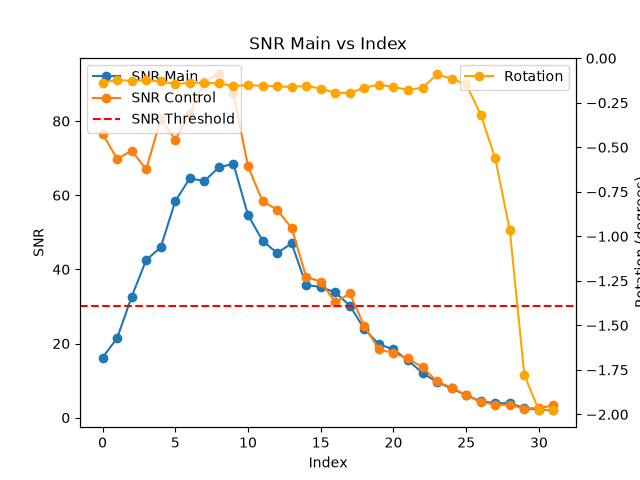 SNR Main vs Index
SNR Main
SNR Control
SNR Threshold
Rotation
SNR
0
20
40
60
80
0.00
−0.25
−0.50
−0.75
−1.00
−1.25
−1.50
−1.75
−2.00
Rotation (degrees)
0
5
10
15
20
25
30
Index